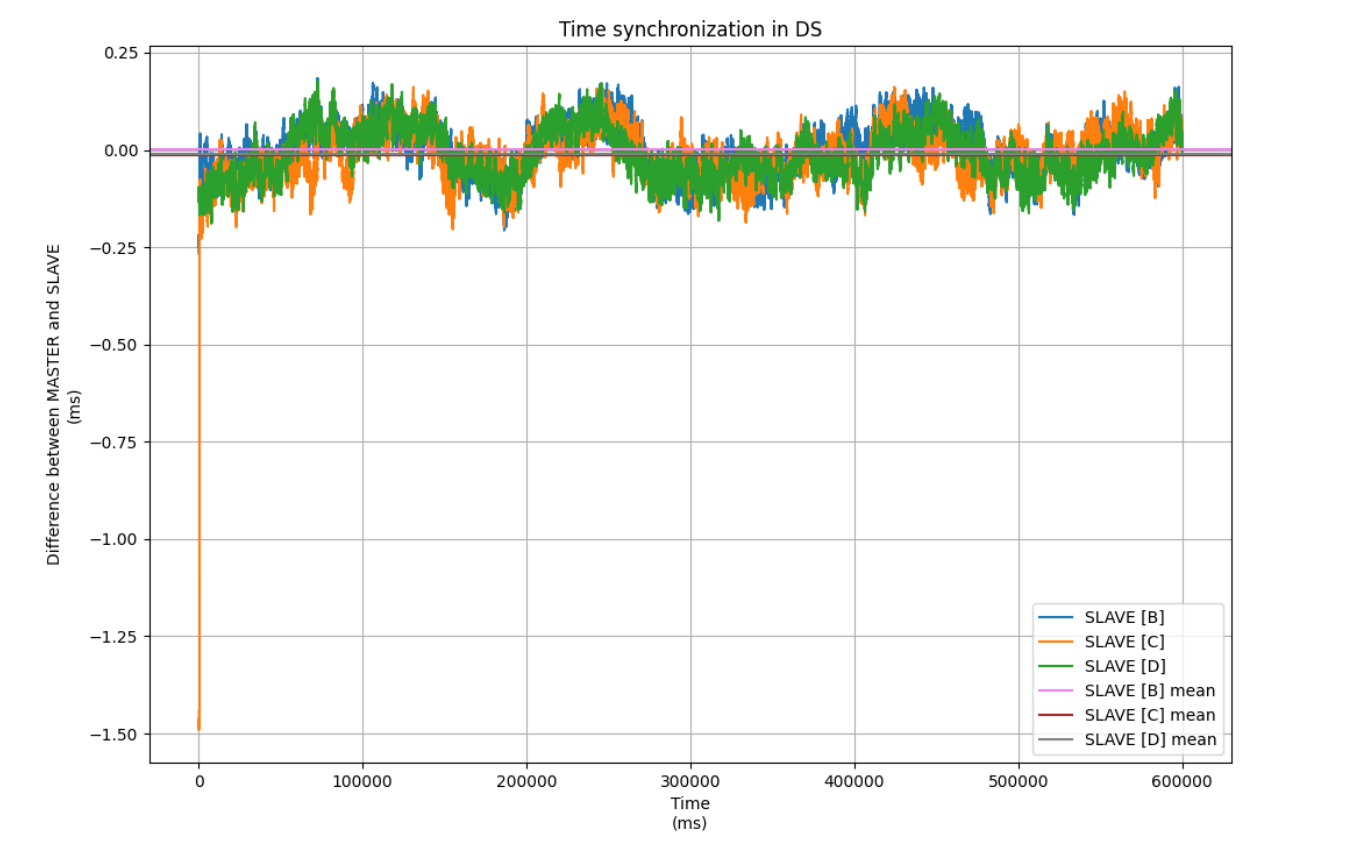 Time synchronization in DS
0.25
0.00
−0.25
−0.50
−0.75
−1.00
−1.25
−1.50
Difference between MASTER and SLAVE
(ms)
0
100000
200000
300000
400000
500000
600000
Time
(ms)
SLAVE [B]
SLAVE [C]
SLAVE [D]
SLAVE [B] mean
SLAVE [C] mean
SLAVE [D] mean